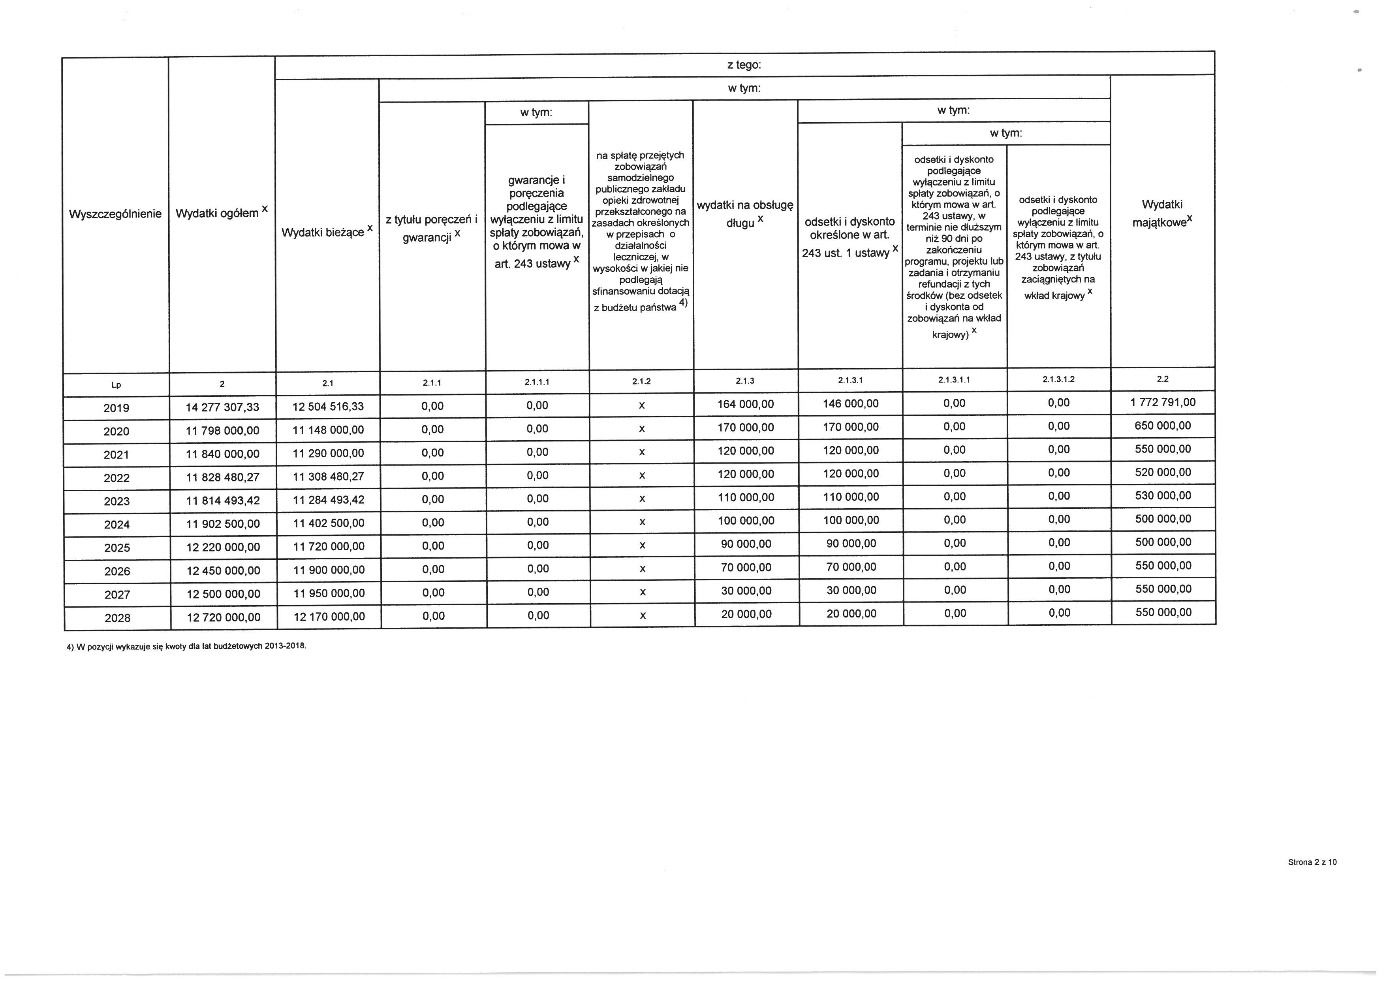 z tego:
w tym:
w tym:
w tym:
w tym:
Wyszczególnienie
Wydatki ogółem x
Wydatki bieżące x
z tytułu poręczeń i
gwarancji x
gwarancje i
poręczenia
podlegające
wyłączeniu z limitu
spłaty zobowiązań,
o którym mowa w
art. 243 ustawy x
na spłatę przejętych
zobowiązań
samodzielnego
publicznego zakładu
opieki zdrowotnej
przekształconego na
zasadach określonych
w przepisach o
działalności
leczniczej, w
wysokości w jakiej nie
podlegają
sfinansowaniu dotacją
z budżetu państwa 4)
wydatki na obsługę
długu x
odsetki i dyskonto
określone w art.
243 ust. 1 ustawy x
odsetki i dyskonto
podlegające
wyłączeniu z limitu
spłaty zobowiązań, o
którym mowa w art.
243 ustawy, w
terminie nie dłuższym
niż 90 dni po
zakończeniu
programu, projektu lub
zadania i otrzymaniu
refundacji z tych
środków (bez odsetek
i dyskonta od
zobowiązań na wkład
krajowy) x
odsetki i dyskonto
podlegające
wyłączeniu z limitu
spłaty zobowiązań, o
którym mowa w art.
243 ustawy, z tytułu
zobowiązań
zaciągniętych na
wkład krajowy x
Wydatki
majątkowe x
Lp 2 2.1 2.1.1 2.1.1.1 2.1.2 2.1.3 2.1.3.1 2.1.3.1.1 2.1.3.1.2 2.2
2019 14 277 307,33 12 504 516,33 0,00 0,00 x 164 000,00 146 000,00 0,00 0,00 1 772 791,00
2020 11 798 000,00 11 148 000,00 0,00 0,00 x 170 000,00 170 000,00 0,00 0,00 650 000,00
2021 11 840 000,00 11 290 000,00 0,00 0,00 x 120 000,00 120 000,00 0,00 0,00 550 000,00
2022 11 828 480,27 11 308 480,27 0,00 0,00 x 120 000,00 120 000,00 0,00 0,00 520 000,00
2023 11 814 493,42 11 284 493,42 0,00 0,00 x 110 000,00 110 000,00 0,00 0,00 530 000,00
2024 11 902 500,00 11 402 500,00 0,00 0,00 x 100 000,00 100 000,00 0,00 0,00 500 000,00
2025 12 220 000,00 11 720 000,00 0,00 0,00 x 90 000,00 90 000,00 0,00 0,00 500 000,00
2026 12 450 000,00 11 900 000,00 0,00 0,00 x 70 000,00 70 000,00 0,00 0,00 550 000,00
2027 12 500 000,00 11 950 000,00 0,00 0,00 x 30 000,00 30 000,00 0,00 0,00 550 000,00
2028 12 720 000,00 12 170 000,00 0,00 0,00 x 20 000,00 20 000,00 0,00 0,00 550 000,00
4) W pozycji wykazuje się kwoty dla lat budżetowych 2013-2018.
Strona 2 z 10